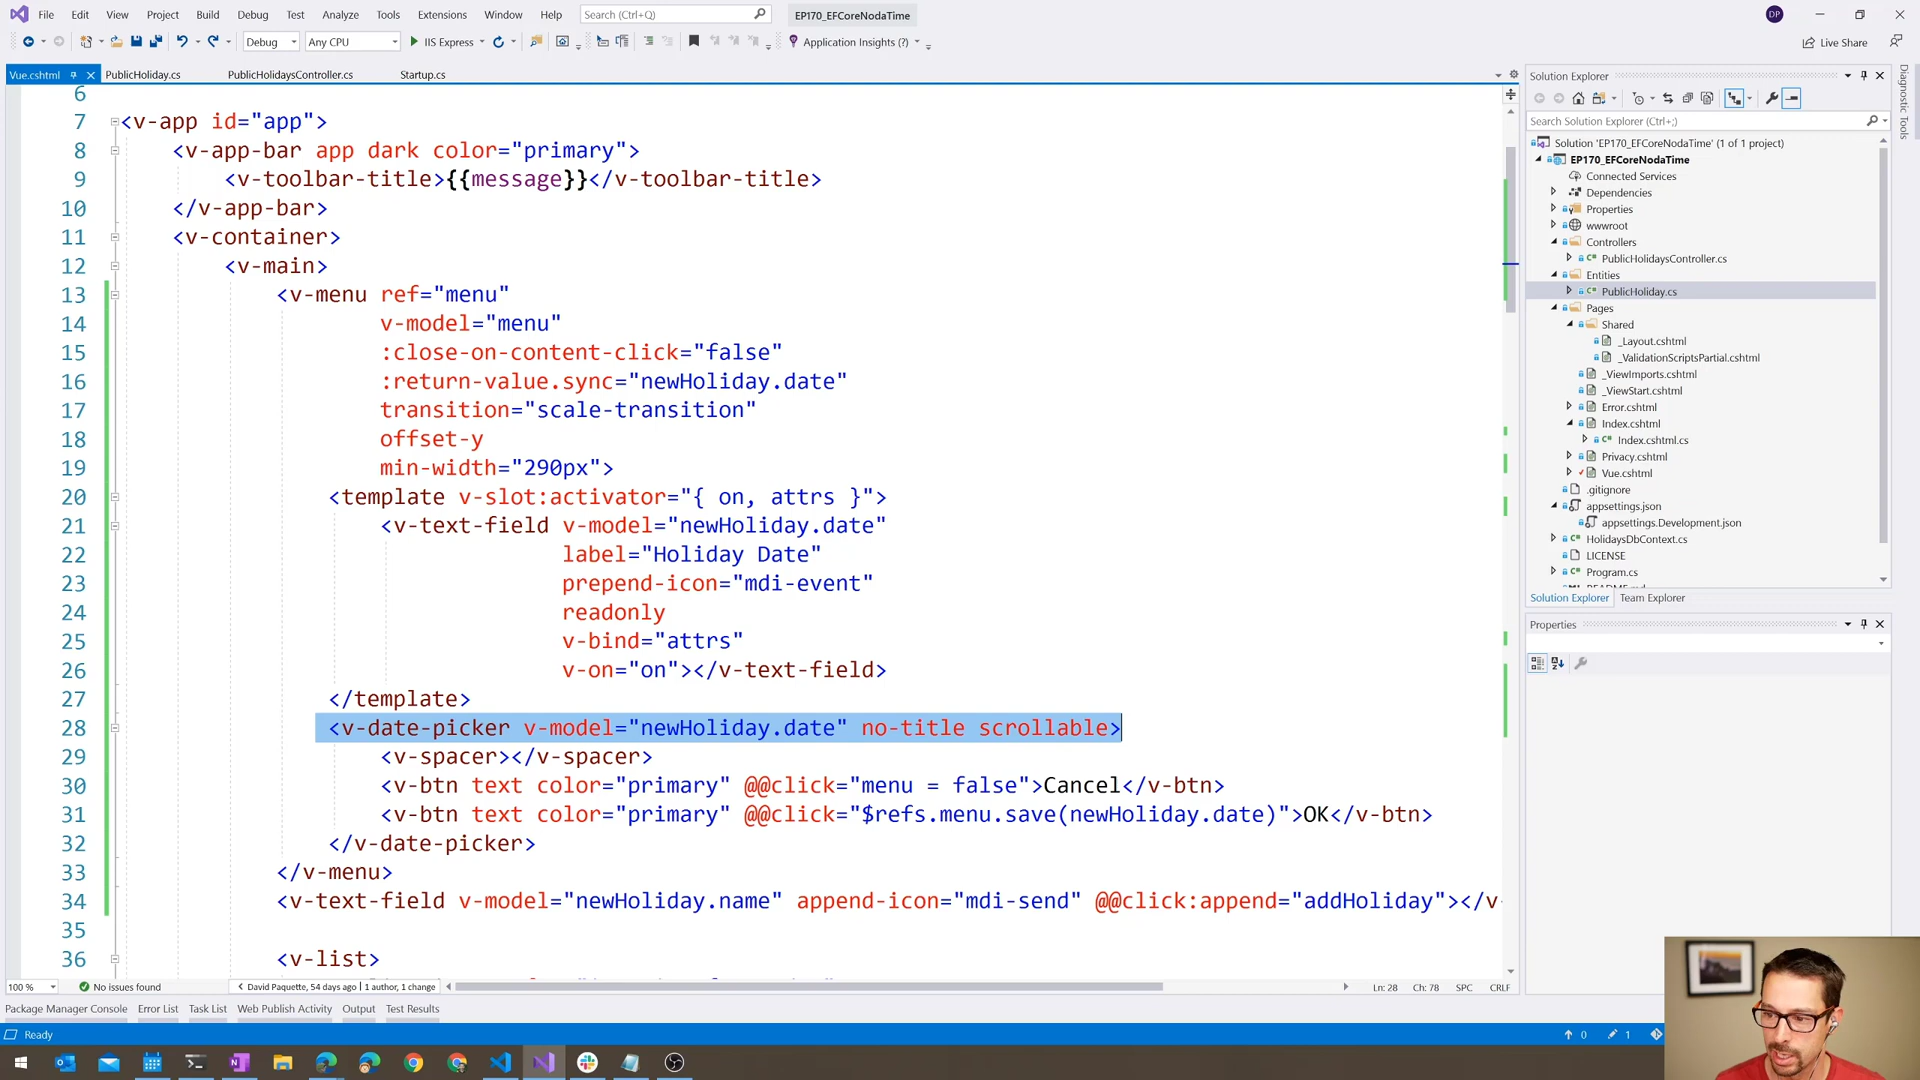 File Edit View Project Build Debug Test Analyze Tools Extensions Window Help Search (Ctrl+Q) EP170_EFCoreNodaTime DP
Debug Any CPU IIS Express Application Insights (?) Live Share
Vue.cshtml PublicHoliday.cs PublicHolidaysController.cs Startup.cs
6
7 <v-app id="app">
8 <v-app-bar app dark color="primary">
9 <v-toolbar-title>{{message}}</v-toolbar-title>
10 </v-app-bar>
11 <v-container>
12 <v-main>
13 <v-menu ref="menu"
14 v-model="menu"
15 :close-on-content-click="false"
16 :return-value.sync="newHoliday.date"
17 transition="scale-transition"
18 offset-y
19 min-width="290px">
20 <template v-slot:activator="{ on, attrs }">
21 <v-text-field v-model="newHoliday.date"
22 label="Holiday Date"
23 prepend-icon="mdi-event"
24 readonly
25 v-bind="attrs"
26 v-on="on"></v-text-field>
27 </template>
28 <v-date-picker v-model="newHoliday.date" no-title scrollable>
29 <v-spacer></v-spacer>
30 <v-btn text color="primary" @@click="menu = false">Cancel</v-btn>
31 <v-btn text color="primary" @@click="$refs.menu.save(newHoliday.date)">OK</v-btn>
32 </v-date-picker>
33 </v-menu>
34 <v-text-field v-model="newHoliday.name" append-icon="mdi-send" @@click:append="addHoliday"></v-
35
36 <v-list>
100 % No issues found David Paquette, 54 days ago | 1 author, 1 change Ln: 28 Ch: 78 SPC CRLF
Package Manager Console Error List Task List Web Publish Activity Output Test Results
Ready 0 1
Solution Explorer
Search Solution Explorer (Ctrl+;)
Solution 'EP170_EFCoreNodaTime' (1 of 1 project)
EP170_EFCoreNodaTime
Connected Services
Dependencies
Properties
wwwroot
Controllers
PublicHolidaysController.cs
Entities
PublicHoliday.cs
Pages
Shared
_Layout.cshtml
_ValidationScriptsPartial.cshtml
_ViewImports.cshtml
_ViewStart.cshtml
Error.cshtml
Index.cshtml
Index.cshtml.cs
Privacy.cshtml
Vue.cshtml
.gitignore
appsettings.json
appsettings.Development.json
HolidaysDbContext.cs
LICENSE
Program.cs
Solution Explorer Team Explorer
Properties
Diagnostic Tools